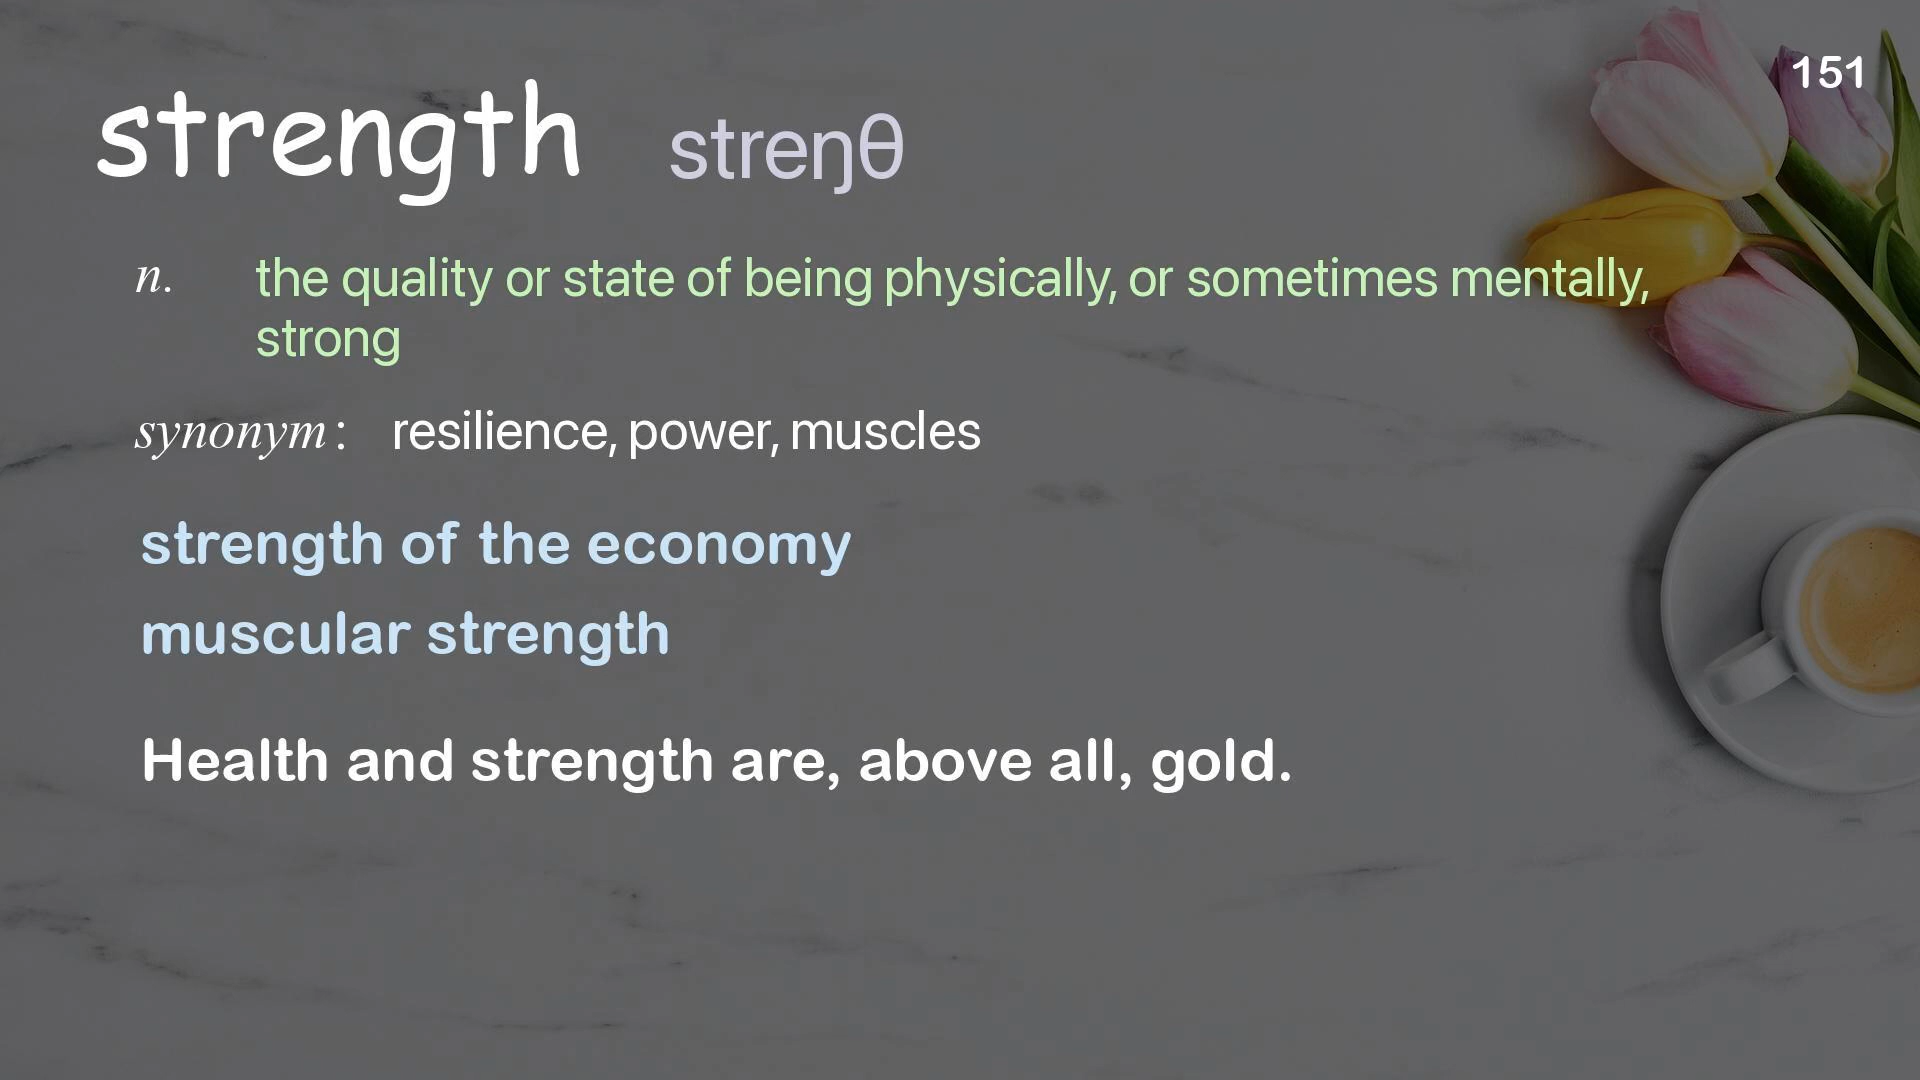 151
strength streŋθ
n. the quality or state of being physically, or sometimes mentally,
strong
synonym: resilience, power, muscles
strength of the economy
muscular strength
Health and strength are, above all, gold.